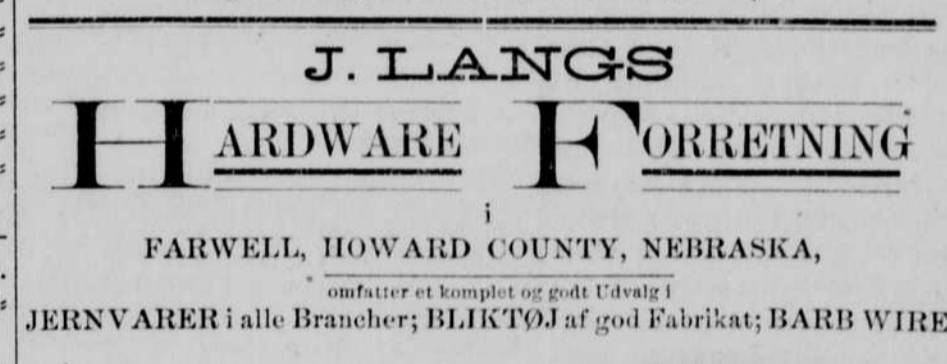 J. LANGS
HARDWARE FORRETNING
i
FARWELL, HOWARD COUNTY, NEBRASKA,
omfatter et komplet og godt Udvalg i
JERNVARER i alle Brancher; BLIKTØJ af god Fabrikat; BARB WIRE